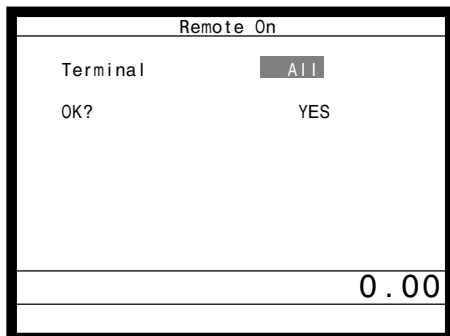 Remote On
Terminal All
OK? YES
0.00